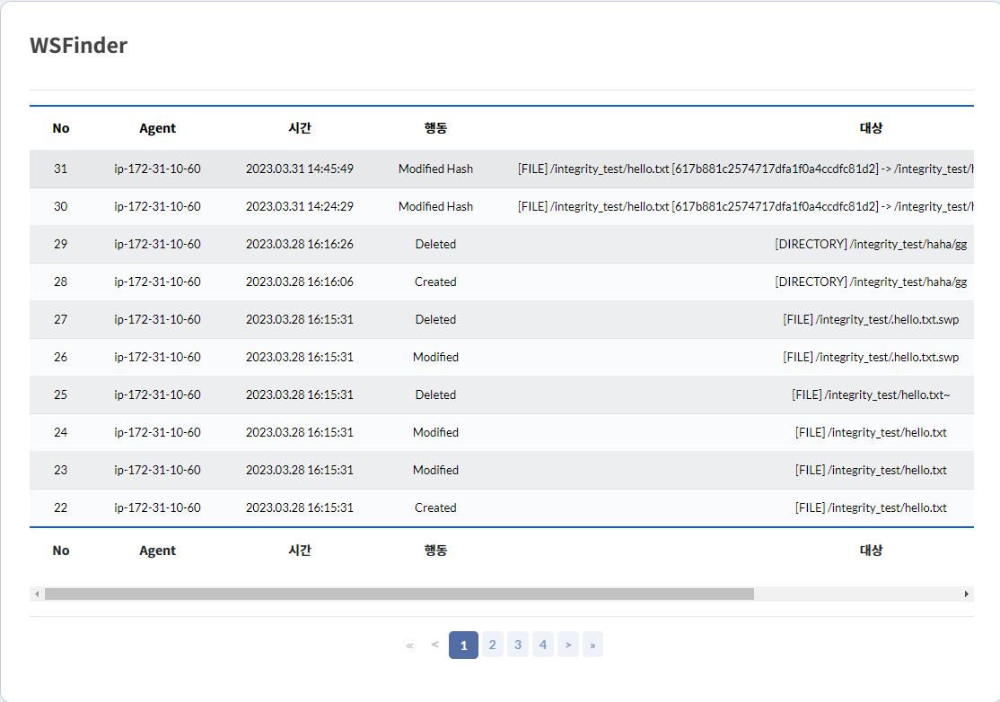 WSFinder
No Agent 시간 행동 대상
31 ip-172-31-10-60 2023.03.31 14:45:49 Modified Hash [FILE] /integrity_test/hello.txt [617b881c2574717dfa1f0a4ccdfc81d2] -> /integrity_test/h
30 ip-172-31-10-60 2023.03.31 14:24:29 Modified Hash [FILE] /integrity_test/hello.txt [617b881c2574717dfa1f0a4ccdfc81d2] -> /integrity_test/h
29 ip-172-31-10-60 2023.03.28 16:16:26 Deleted [DIRECTORY] /integrity_test/haha/gg
28 ip-172-31-10-60 2023.03.28 16:16:06 Created [DIRECTORY] /integrity_test/haha/gg
27 ip-172-31-10-60 2023.03.28 16:15:31 Deleted [FILE] /integrity_test/.hello.txt.swp
26 ip-172-31-10-60 2023.03.28 16:15:31 Modified [FILE] /integrity_test/.hello.txt.swp
25 ip-172-31-10-60 2023.03.28 16:15:31 Deleted [FILE] /integrity_test/hello.txt~
24 ip-172-31-10-60 2023.03.28 16:15:31 Modified [FILE] /integrity_test/hello.txt
23 ip-172-31-10-60 2023.03.28 16:15:31 Modified [FILE] /integrity_test/hello.txt
22 ip-172-31-10-60 2023.03.28 16:15:31 Created [FILE] /integrity_test/hello.txt
No Agent 시간 행동 대상
« < 1 2 3 4 > »